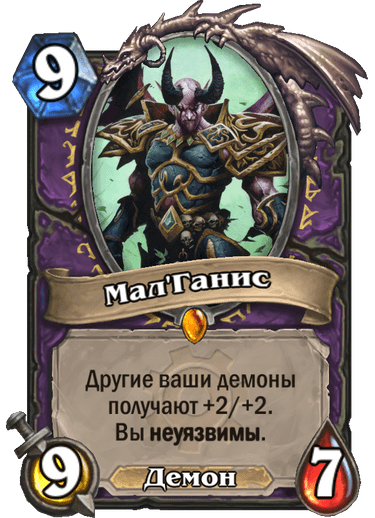 9
Мал'Ганис
Другие ваши демоны
получают +2/+2.
Вы неуязвимы.
9
Демон
7